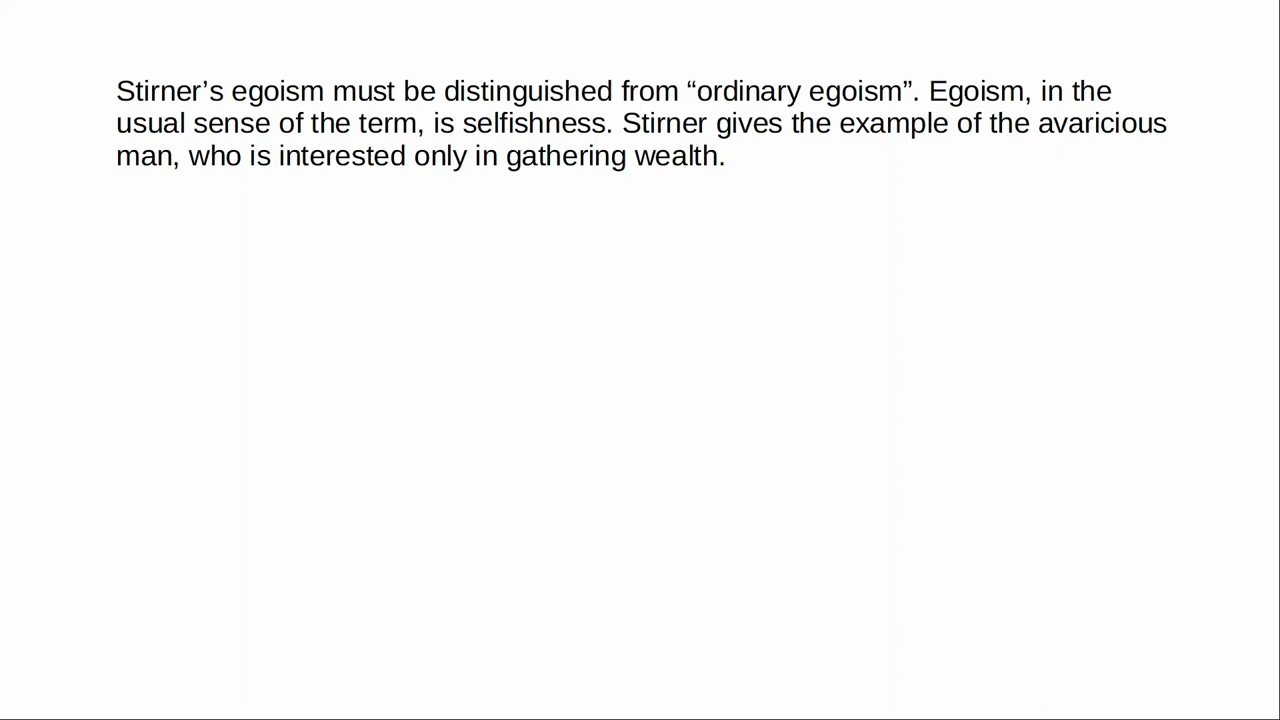 Stirner’s egoism must be distinguished from “ordinary egoism”. Egoism, in the
usual sense of the term, is selfishness. Stirner gives the example of the avaricious
man, who is interested only in gathering wealth.